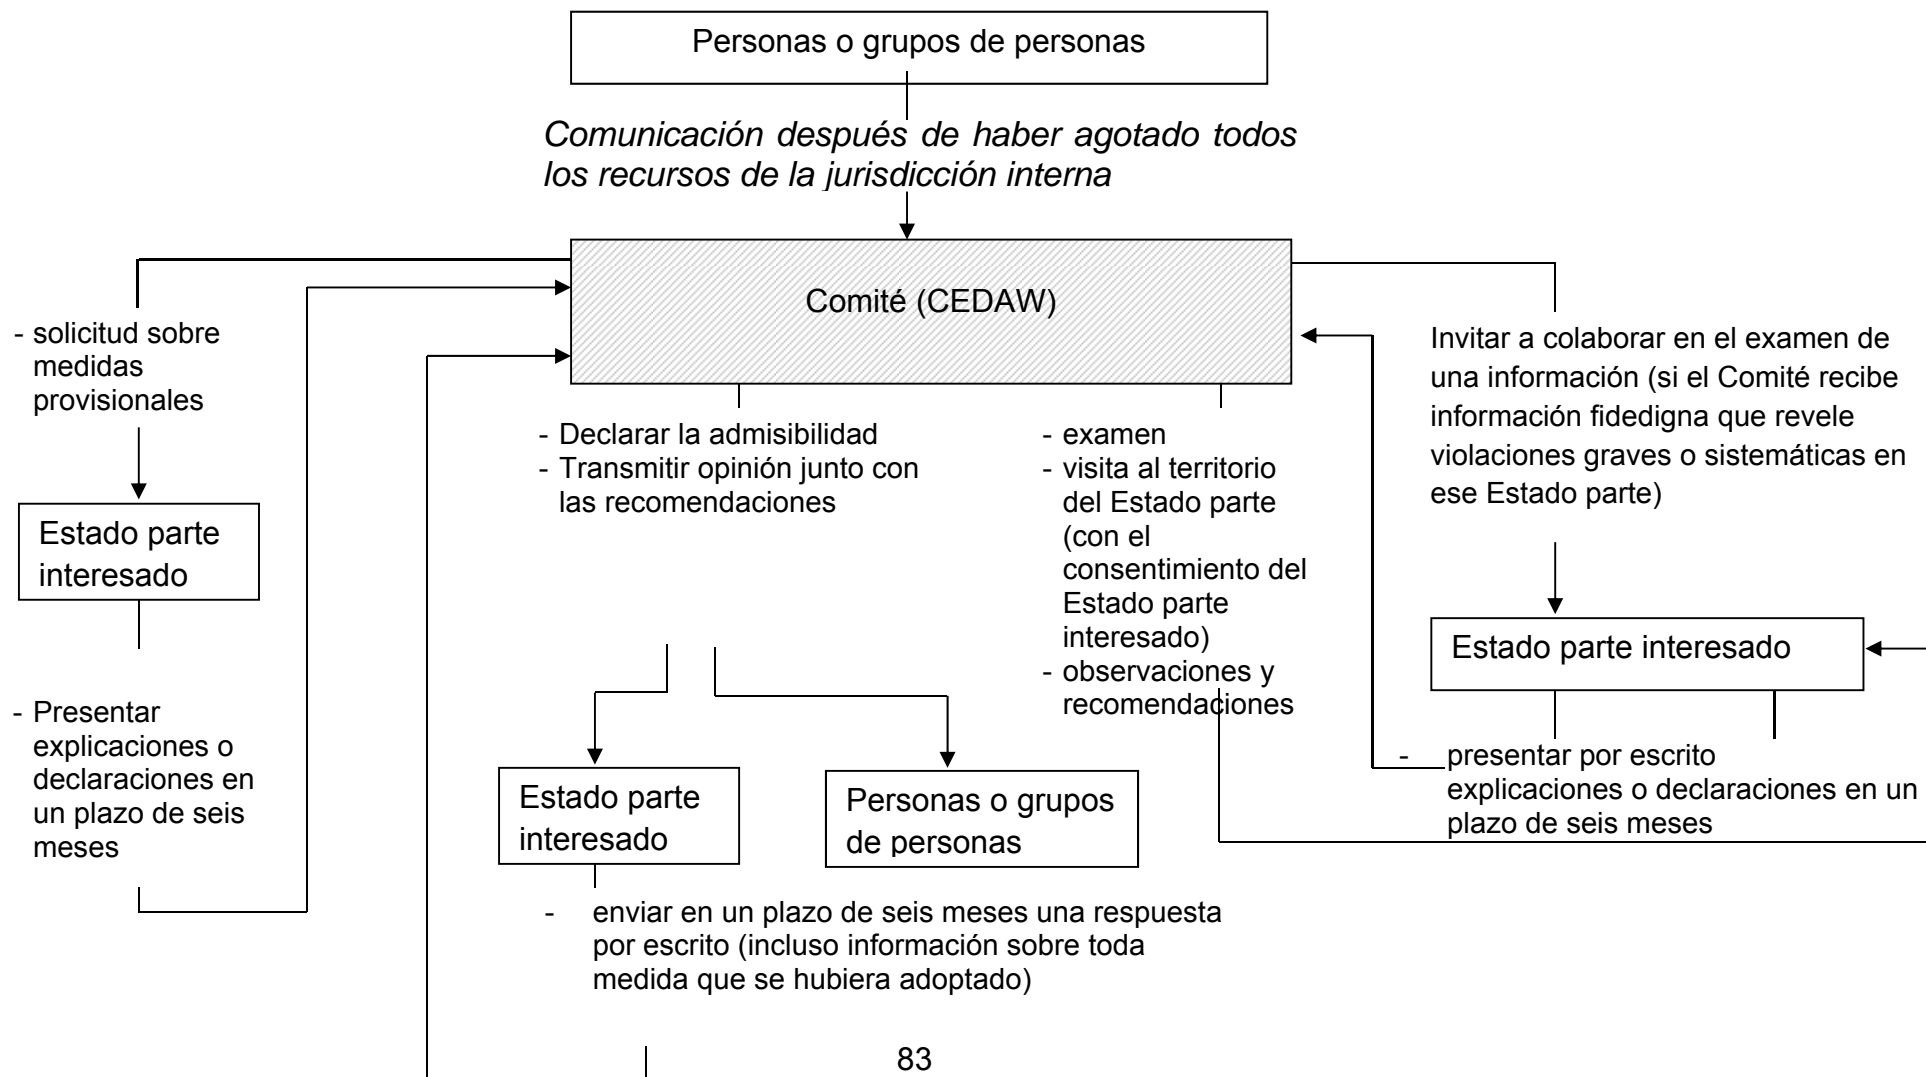 Personas o grupos de personas
Comunicación después de haber agotado todos
los recursos de la jurisdicción interna
Comité (CEDAW)
- solicitud sobre
medidas
provisionales
Estado parte
interesado
- Presentar
explicaciones o
declaraciones en
un plazo de seis
meses
- Declarar la admisibilidad
- Transmitir opinión junto con
las recomendaciones
Estado parte
interesado
Personas o grupos
de personas
- enviar en un plazo de seis meses una respuesta
por escrito (incluso información sobre toda
medida que se hubiera adoptado)
- examen
- visita al territorio
del Estado parte
(con el
consentimiento del
Estado parte
interesado)
- observaciones y
recomendaciones
Invitar a colaborar en el examen de
una información (si el Comité recibe
información fidedigna que revele
violaciones graves o sistemáticas en
ese Estado parte)
Estado parte interesado
- presentar por escrito
explicaciones o declaraciones en un
plazo de seis meses
83